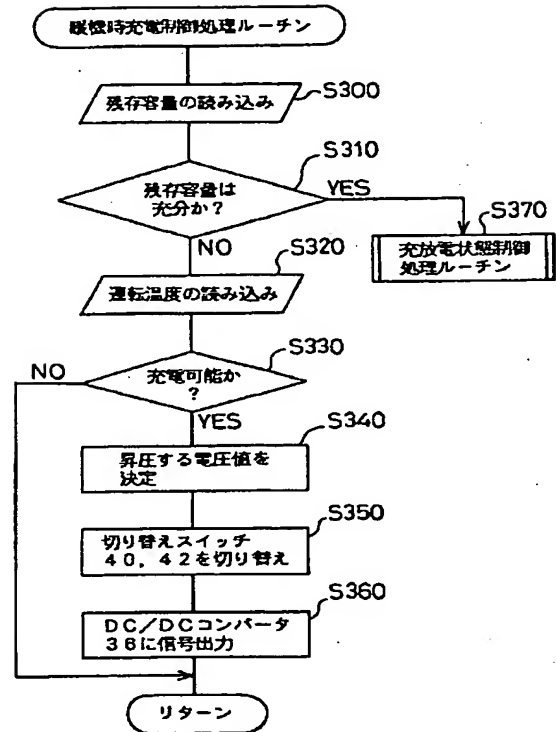 暖機時充電制御処理ルーチン
残存容量の読み込み
S300
S310
残存容量は
充分か？
YES
NO
S370
充放電状態制御
処理ルーチン
S320
運転温度の読み込み
S330
充電可能か
？
NO
YES
S340
昇圧する電圧値を
決定
S350
切り替えスイッチ
４０，４２を切り替え
S360
ＤＣ／ＤＣコンバータ
３６に信号出力
リターン